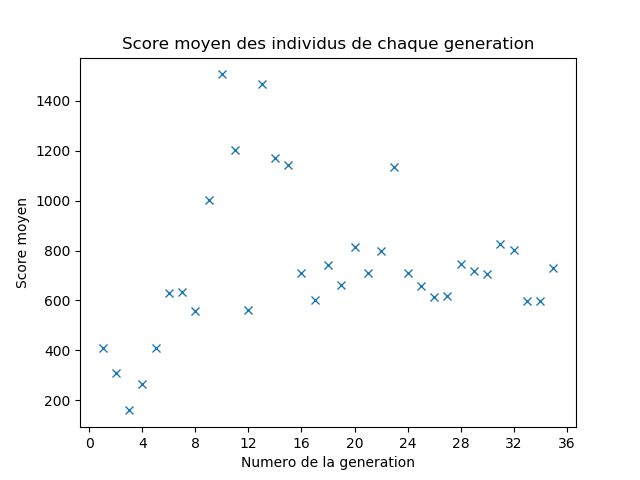 Score moyen des individus de chaque generation
1400
1200
1000
800
600
400
200
Score moyen
0 4 8 12 16 20 24 28 32 36
Numero de la generation